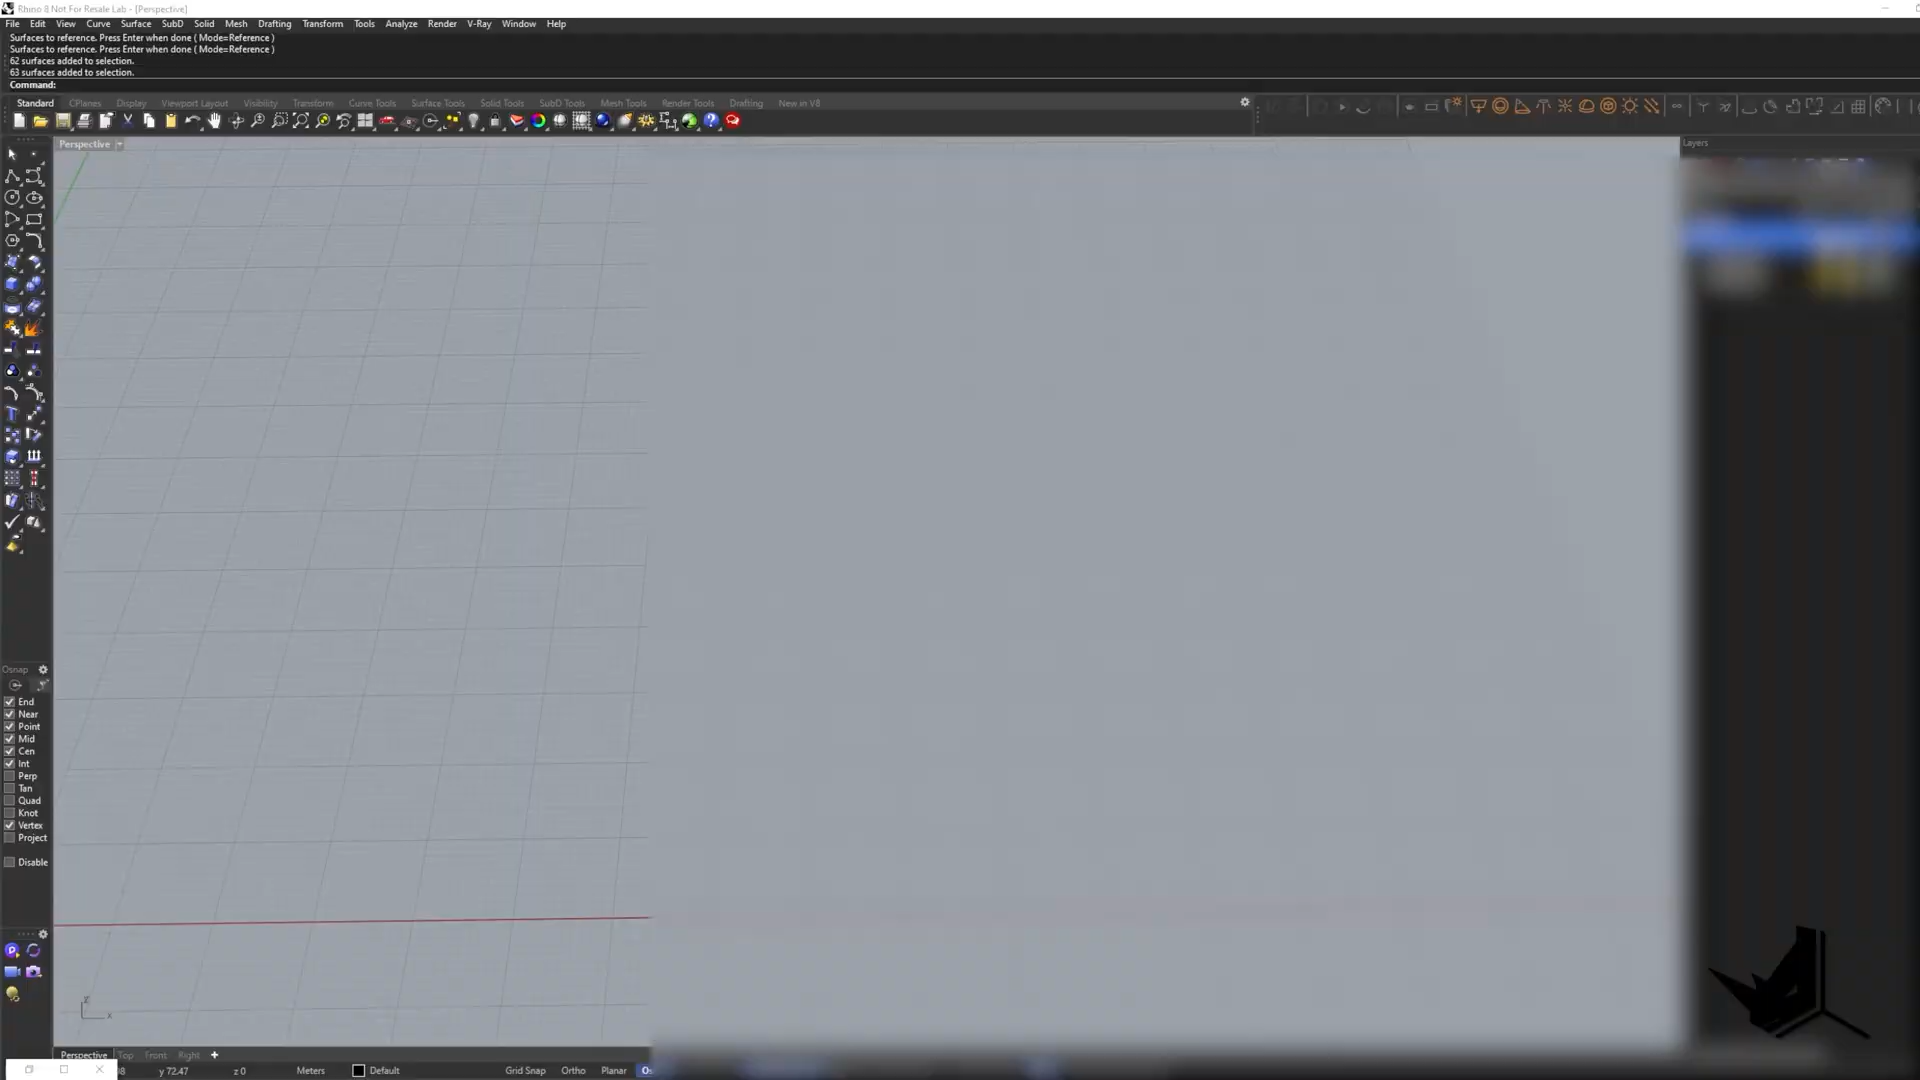 Rhino 8 Not For Resale Lab - [Perspective]
File Edit View Curve Surface SubD Solid Mesh Drafting Transform Tools Analyze Render V-Ray Window Help
Surfaces to reference. Press Enter when done ( Mode=Reference )
Surfaces to reference. Press Enter when done ( Mode=Reference )
62 surfaces added to selection.
63 surfaces added to selection.
Command:
Standard CPlanes Display Viewport Layout Visibility Transform Curve Tools Surface Tools Solid Tools SubD Tools Mesh Tools Render Tools Drafting New in V8
Perspective
Layers
Osnap
End
Near
Point
Mid
Cen
Int
Perp
Tan
Quad
Knot
Vertex
Project
Disable
y
x
Perspective Top Front Right
y 72.47 z 0 Meters Default Grid Snap Ortho Planar